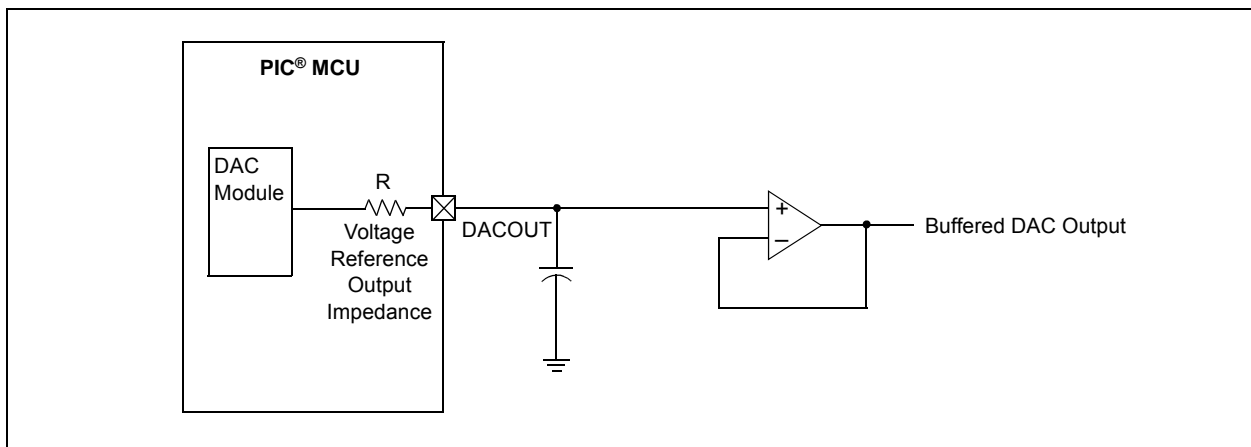 PIC® MCU
DAC
Module
R
Voltage
Reference
Output
Impedance
DACOUT
+
–
Buffered DAC Output